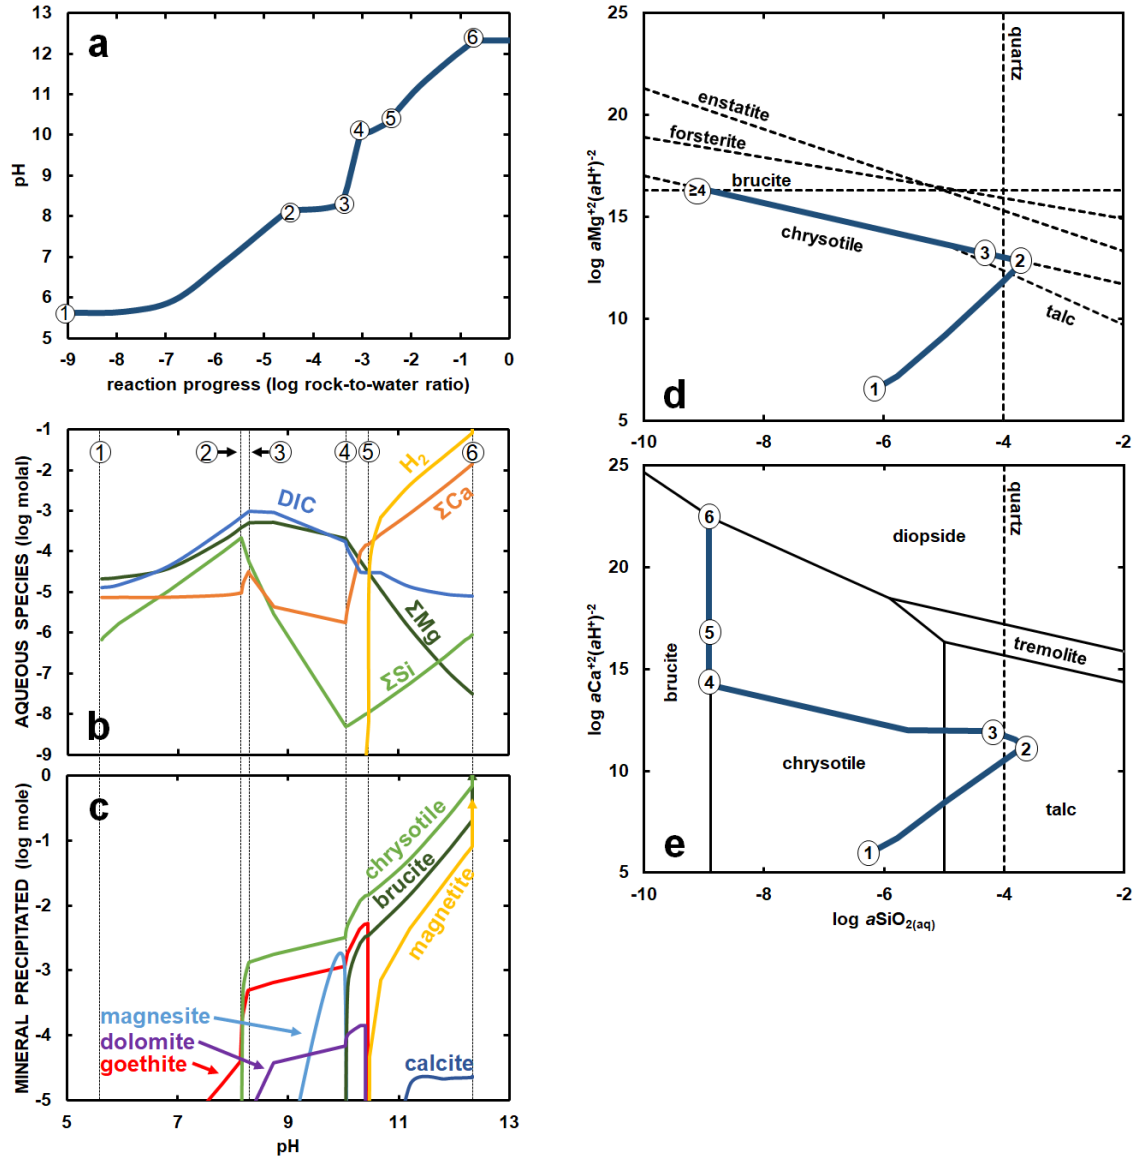 a
13
12
11
10
9
8
7
6
5
pH
1
2
3
4
5
6
-9 -8 -7 -6 -5 -4 -3 -2 -1 0
reaction progress (log rock-to-water ratio)
b
-1
-2
-3
-4
-5
-6
-7
-8
-9
AQUEOUS SPECIES (log molal)
1 2 3 4 5 6
H2
DIC
ΣCa
ΣMg
ΣSi
c
0
-1
-2
-3
-4
-5
MINERAL PRECIPITATED (log mole)
chrysotile
brucite
magnetite
magnesite
dolomite
goethite
calcite
5 7 9 11 13
pH
d
25
20
15
10
5
log aMg+2(aH+)-2
quartz
enstatite
forsterite
brucite
≥4
chrysotile
3
2
talc
1
-10 -8 -6 -4 -2
e
25
20
15
10
5
log aCa+2(aH+)-2
quartz
6
diopside
5
tremolite
brucite
4
3
2
chrysotile
talc
1
-10 -8 -6 -4 -2
log aSiO2(aq)